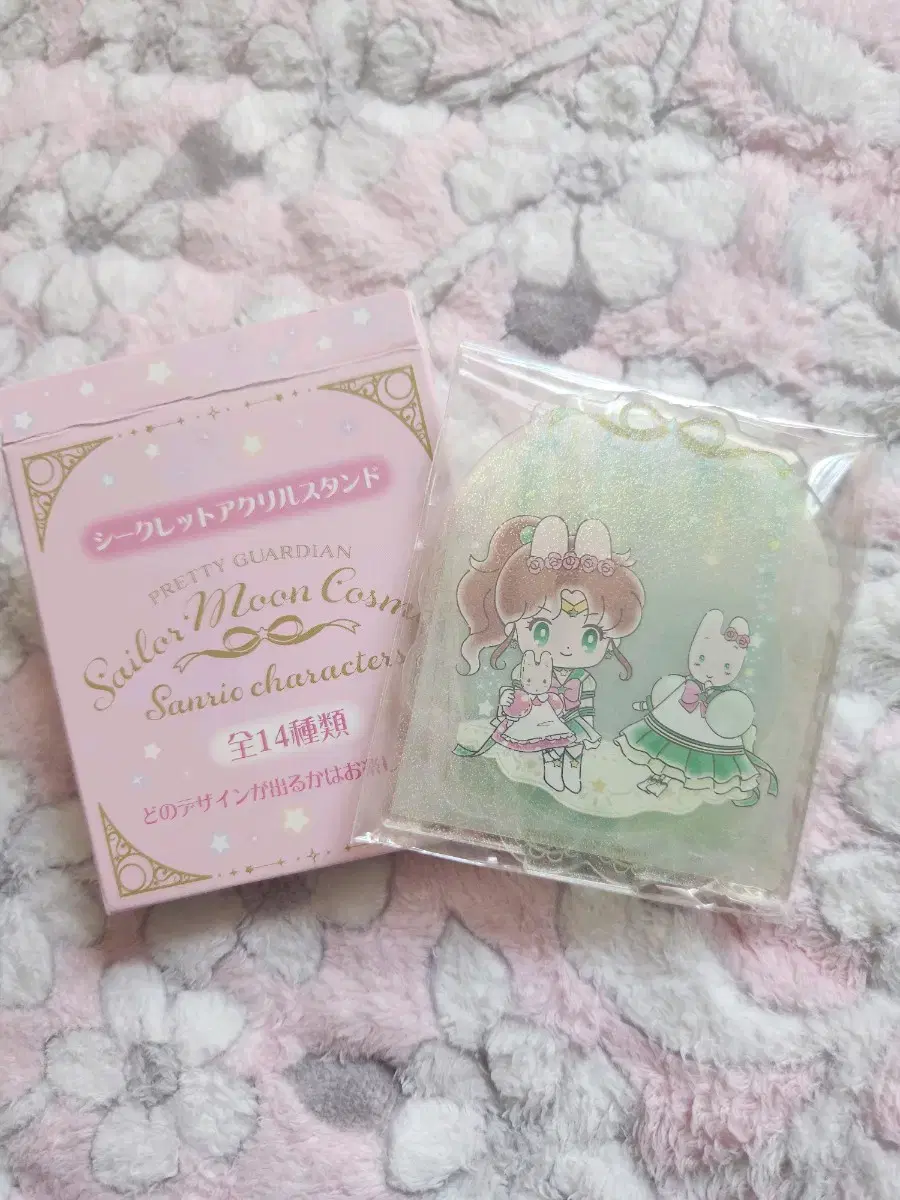 シークレットアクリルスタンド
PRETTY GUARDIAN
Sailor Moon Cosm
Sanrio characters
全14種類
どのデザインが出るかはお